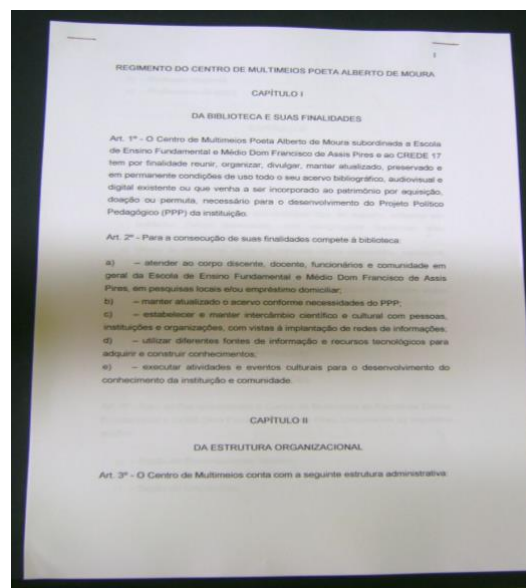 1
REGIMENTO DO CENTRO DE MULTIMEIOS POETA ALBERTO DE MOURA
CAPÍTULO I
DA BIBLIOTECA E SUAS FINALIDADES
Art. 1º - O Centro de Multimeios Poeta Alberto de Moura subordinada a Escola
de Ensino Fundamental e Médio Dom Francisco de Assis Pires e ao CREDE 17
tem por finalidade reunir, organizar, divulgar, manter atualizado, preservado e
em permanente condições de uso todo o seu acervo bibliográfico, audiovisual e
digital existente ou que venha a ser incorporado ao patrimônio por aquisição,
doação ou permuta, necessário para o desenvolvimento do Projeto Político
Pedagógico (PPP) da instituição.
Art. 2º - Para a consecução de suas finalidades compete à biblioteca:
a) – atender ao corpo discente, docente, funcionários e comunidade em
geral da Escola de Ensino Fundamental e Médio Dom Francisco de Assis
Pires, em pesquisas locais e/ou empréstimo domiciliar;
b) – manter atualizado o acervo conforme necessidades do PPP;
c) – estabelecer e manter intercâmbio científico e cultural com pessoas,
instituições e organizações, com vistas à implantação de redes de informações.
d) – utilizar diferentes fontes de informação e recursos tecnológicos para
adquirir e construir conhecimentos;
e) – executar atividades e eventos culturais para o desenvolvimento do
conhecimento da instituição e comunidade.
CAPÍTULO II
DA ESTRUTURA ORGANIZACIONAL
Art. 3º - O Centro de Multimeios conta com a seguinte estrutura administrativa